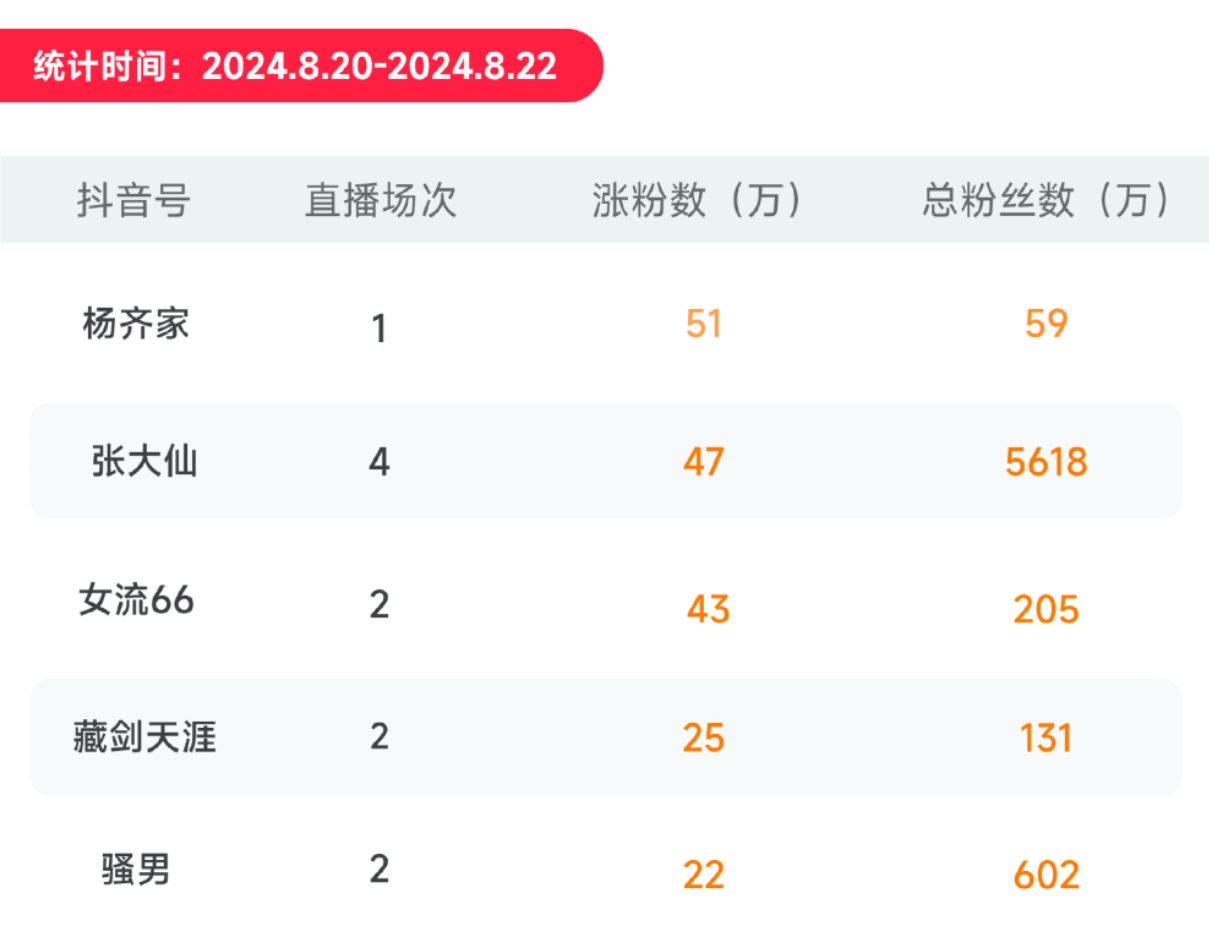 统计时间：2024.8.20-2024.8.22
抖音号 直播场次 涨粉数（万） 总粉丝数（万）
杨齐家 1 51 59
张大仙 4 47 5618
女流66 2 43 205
藏剑天涯 2 25 131
骚男 2 22 602